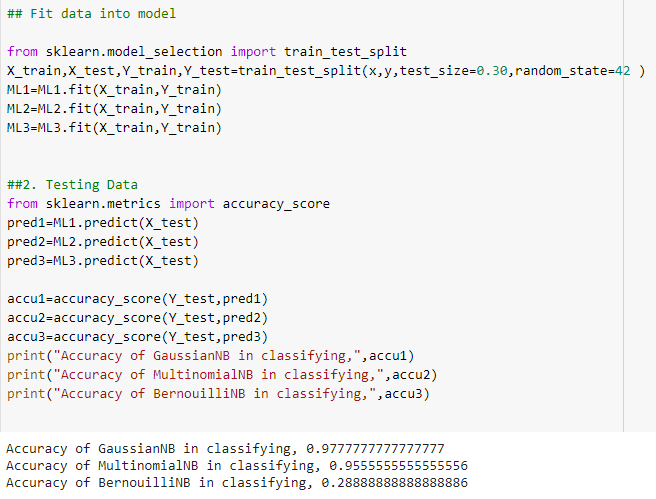 ## Fit data into model
from sklearn.model_selection import train_test_split
X_train,X_test,Y_train,Y_test=train_test_split(x,y,test_size=0.30,random_state=42 )
ML1=ML1.fit(X_train,Y_train)
ML2=ML2.fit(X_train,Y_train)
ML3=ML3.fit(X_train,Y_train)
##2. Testing Data
from sklearn.metrics import accuracy_score
pred1=ML1.predict(X_test)
pred2=ML2.predict(X_test)
pred3=ML3.predict(X_test)
accu1=accuracy_score(Y_test,pred1)
accu2=accuracy_score(Y_test,pred2)
accu3=accuracy_score(Y_test,pred3)
print("Accuracy of GaussianNB in classifying,",accu1)
print("Accuracy of MultinomialNB in classifying,",accu2)
print("Accuracy of BernouilliNB in classifying,",accu3)
Accuracy of GaussianNB in classifying, 0.9777777777777777
Accuracy of MultinomialNB in classifying, 0.9555555555555556
Accuracy of BernouilliNB in classifying, 0.28888888888888886